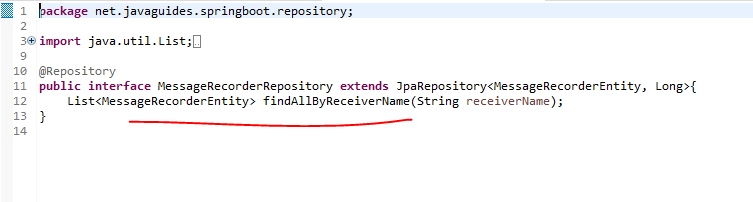 1 package net.javaguides.springboot.repository;
2
3 import java.util.List;
9
10 @Repository
11 public interface MessageRecorderRepository extends JpaRepository<MessageRecorderEntity, Long>{
12 List<MessageRecorderEntity> findAllByReceiverName(String receiverName);
13 }
14